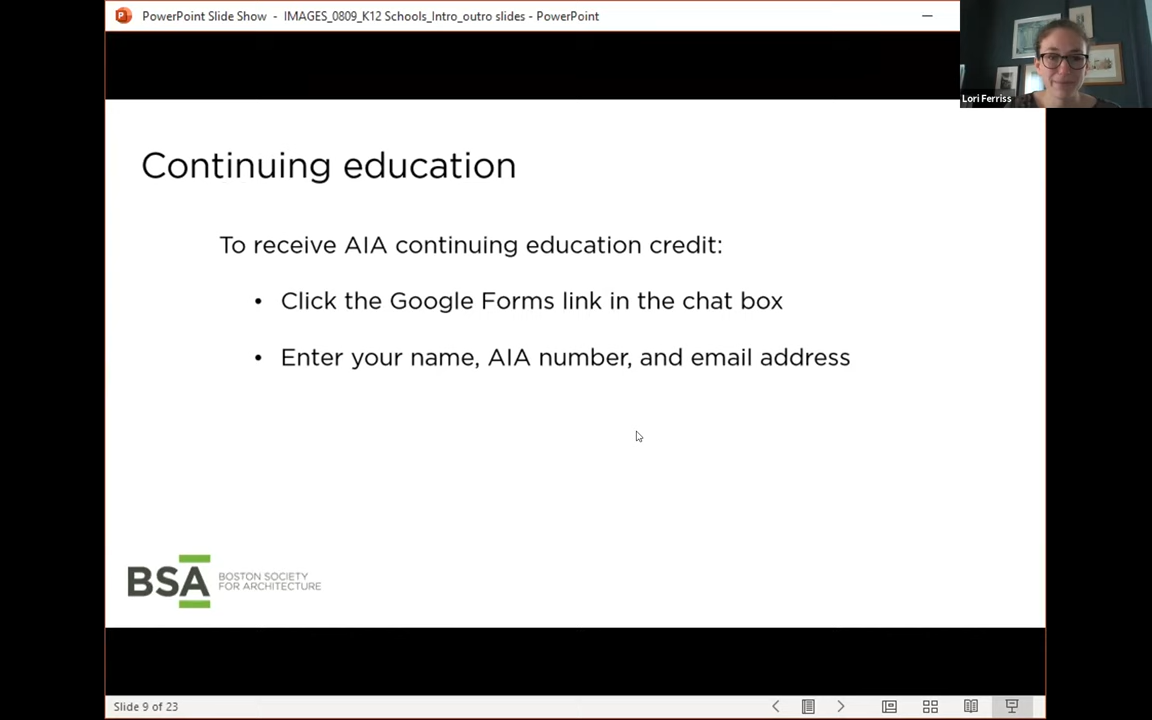 PowerPoint Slide Show - IMAGES_0809_K12 Schools_Intro_outro slides - PowerPoint
Lori Ferriss
Continuing education
To receive AIA continuing education credit:
• Click the Google Forms link in the chat box
• Enter your name, AIA number, and email address
BSA
BOSTON SOCIETY
FOR ARCHITECTURE
Slide 9 of 23